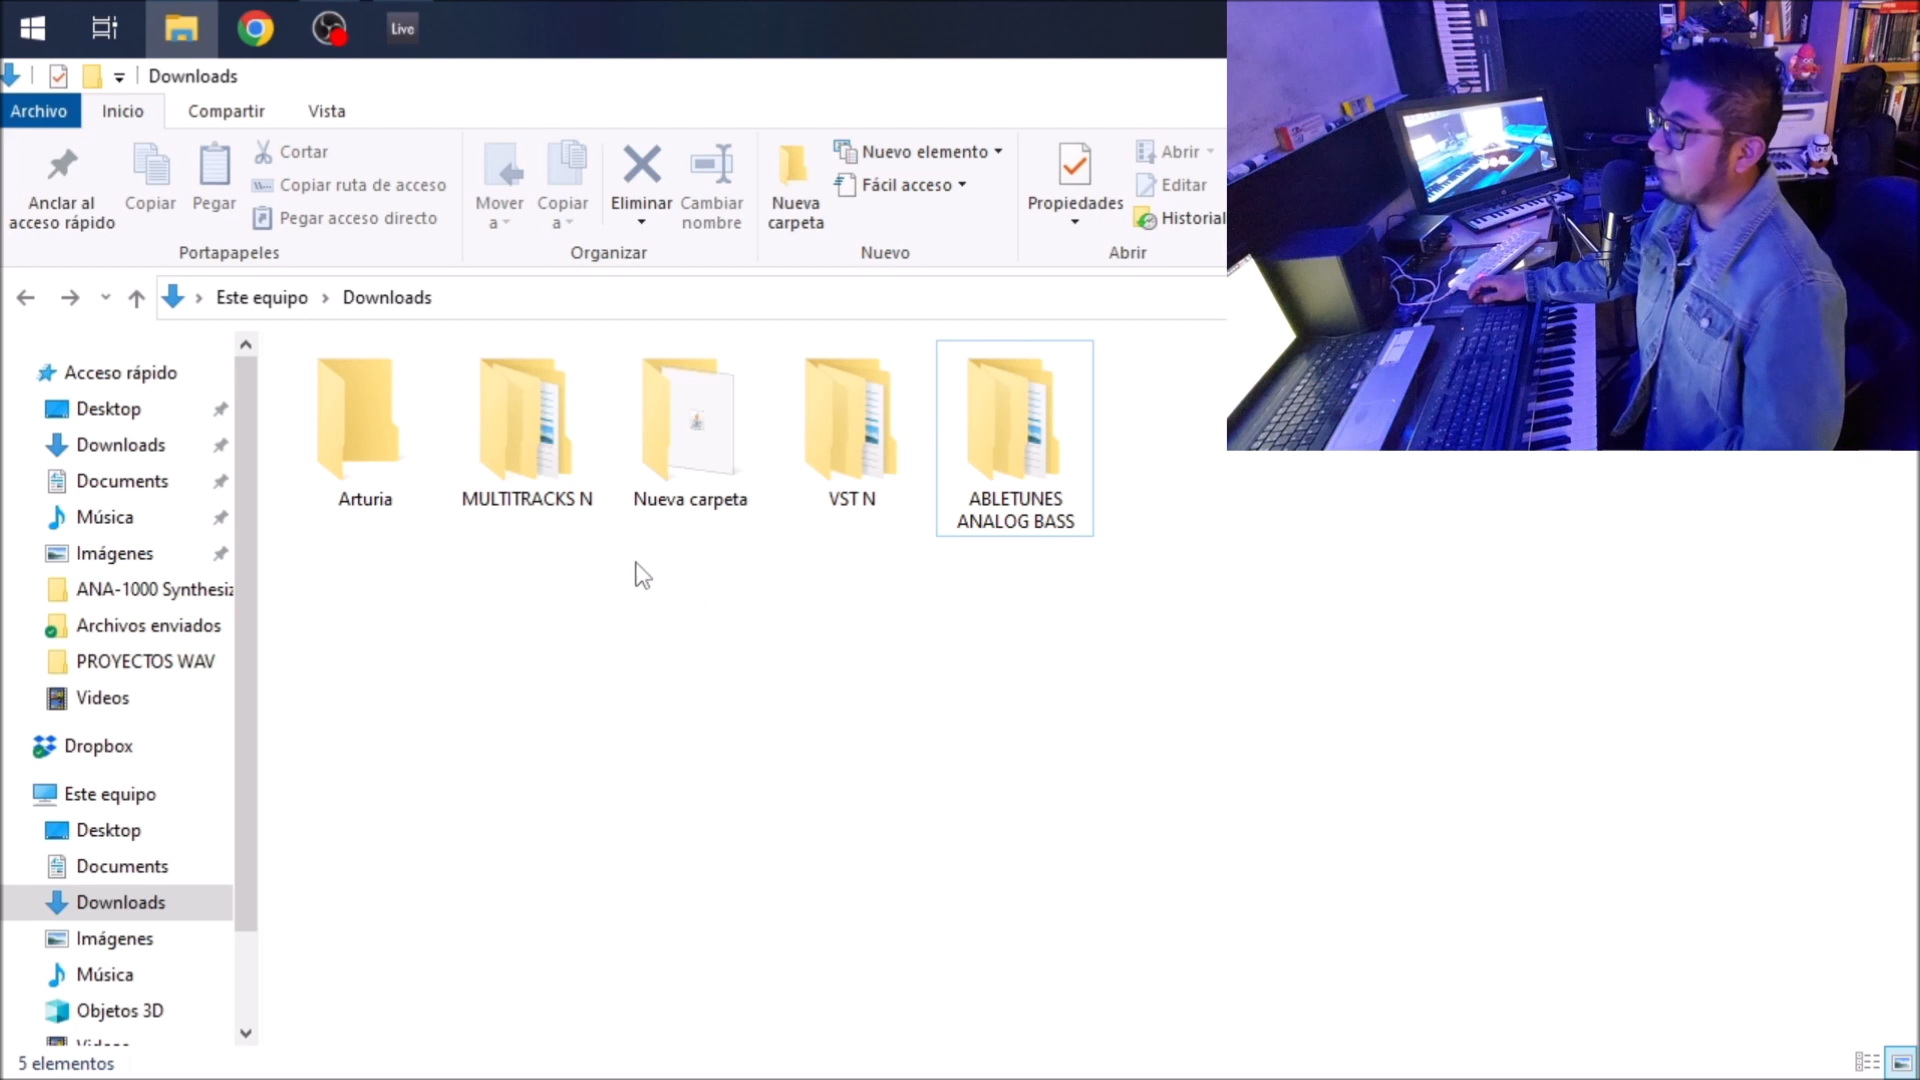 Live
Downloads
Archivo
Inicio
Compartir
Vista
Anclar al
acceso rápido
Copiar
Pegar
Cortar
Copiar ruta de acceso
Pegar acceso directo
Portapapeles
Mover
a
Copiar
a
Eliminar
Cambiar
nombre
Organizar
Nueva
carpeta
Nuevo elemento
Fácil acceso
Nuevo
Propiedades
Abrir
Editar
Historial
Abrir
Este equipo
Downloads
Acceso rápido
Desktop
Downloads
Documents
Música
Imágenes
ANA-1000 Synthesiz
Archivos enviados
PROYECTOS WAV
Videos
Dropbox
Este equipo
Desktop
Documents
Downloads
Imágenes
Música
Objetos 3D
Videos
Arturia
MULTITRACKS N
Nueva carpeta
VST N
ABLETUNES
ANALOG BASS
5 elementos